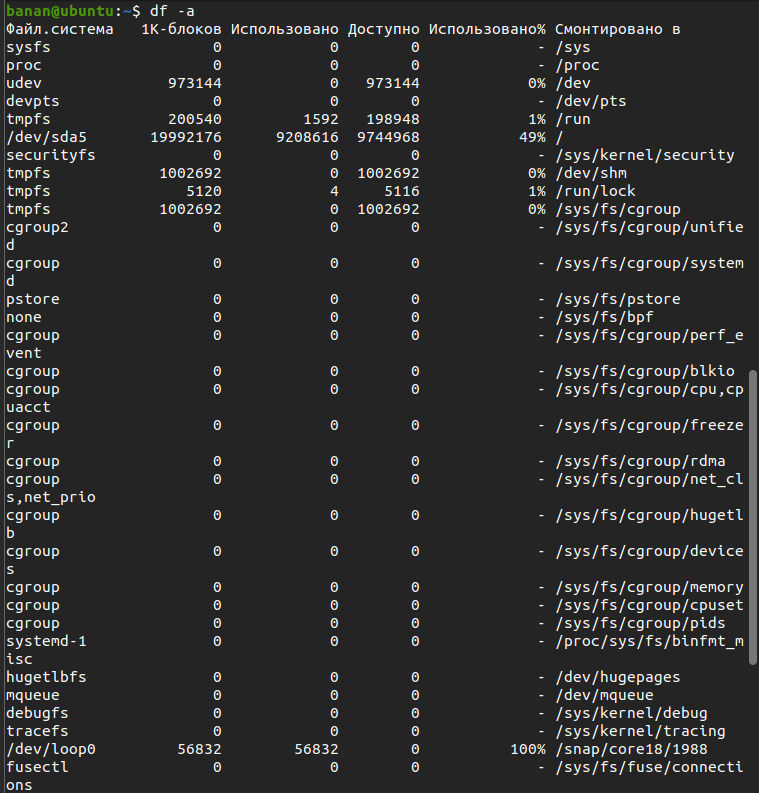 banan@ubuntu:~$ df -a
Файл.система   1K-блоков Использовано Доступно Использовано% Смонтировано в
sysfs                  0            0        0             - /sys
proc                   0            0        0             - /proc
udev              973144            0   973144            0% /dev
devpts                 0            0        0             - /dev/pts
tmpfs             200540         1592   198948            1% /run
/dev/sda5       19992176      9208616  9744968           49% /
securityfs             0            0        0             - /sys/kernel/security
tmpfs            1002692            0  1002692            0% /dev/shm
tmpfs               5120            4     5116            1% /run/lock
tmpfs            1002692            0  1002692            0% /sys/fs/cgroup
cgroup2                0            0        0             - /sys/fs/cgroup/unifie
d
cgroup                 0            0        0             - /sys/fs/cgroup/system
d
pstore                 0            0        0             - /sys/fs/pstore
none                   0            0        0             - /sys/fs/bpf
cgroup                 0            0        0             - /sys/fs/cgroup/perf_e
vent
cgroup                 0            0        0             - /sys/fs/cgroup/blkio
cgroup                 0            0        0             - /sys/fs/cgroup/cpu,cp
uacct
cgroup                 0            0        0             - /sys/fs/cgroup/freeze
r
cgroup                 0            0        0             - /sys/fs/cgroup/rdma
cgroup                 0            0        0             - /sys/fs/cgroup/net_cl
s,net_prio
cgroup                 0            0        0             - /sys/fs/cgroup/hugetl
b
cgroup                 0            0        0             - /sys/fs/cgroup/device
s
cgroup                 0            0        0             - /sys/fs/cgroup/memory
cgroup                 0            0        0             - /sys/fs/cgroup/cpuset
cgroup                 0            0        0             - /sys/fs/cgroup/pids
systemd-1              0            0        0             - /proc/sys/fs/binfmt_m
isc
hugetlbfs              0            0        0             - /dev/hugepages
mqueue                 0            0        0             - /dev/mqueue
debugfs                0            0        0             - /sys/kernel/debug
tracefs                0            0        0             - /sys/kernel/tracing
/dev/loop0         56832        56832        0          100% /snap/core18/1988
fusectl                0            0        0             - /sys/fs/fuse/connecti
ons